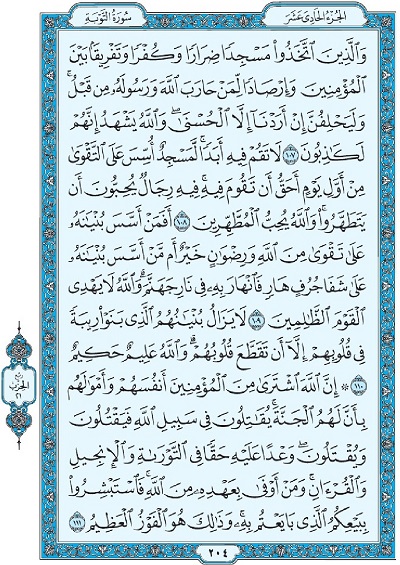 الجزء الحادي عشر
سورة التوبة
وَالَّذِينَ اتَّخَذُوا مَسْجِدًا ضِرَارًا وَكُفْرًا وَتَفْرِيقًا بَيْنَ
الْمُؤْمِنِينَ وَإِرْصَادًا لِّمَنْ حَارَبَ اللَّهَ وَرَسُولَهُ مِن قَبْلُ ۚ
وَلَيَحْلِفُنَّ إِنْ أَرَدْنَا إِلَّا الْحُسْنَىٰ ۖ وَاللَّهُ يَشْهَدُ إِنَّهُمْ
لَكَاذِبُونَ ١٠٧ لَا تَقُمْ فِيهِ أَبَدًا ۚ لَّمَسْجِدٌ أُسِّسَ عَلَى التَّقْوَىٰ
مِنْ أَوَّلِ يَوْمٍ أَحَقُّ أَن تَقُومَ فِيهِ ۚ فِيهِ رِجَالٌ يُحِبُّونَ أَن
يَتَطَهَّرُوا ۚ وَاللَّهُ يُحِبُّ الْمُطَّهِّرِينَ ١٠٨ أَفَمَنْ أَسَّسَ بُنْيَانَهُ
عَلَىٰ تَقْوَىٰ مِنَ اللَّهِ وَرِضْوَانٍ خَيْرٌ أَم مَّنْ أَسَّسَ بُنْيَانَهُ
عَلَىٰ شَفَا جُرُفٍ هَارٍ فَانْهَارَ بِهِ فِي نَارِ جَهَنَّمَ ۗ وَاللَّهُ لَا يَهْدِي
الْقَوْمَ الظَّالِمِينَ ١٠٩ لَا يَزَالُ بُنْيَانُهُمُ الَّذِي بَنَوْا رِيبَةً
فِي قُلُوبِهِمْ إِلَّا أَن تَقَطَّعَ قُلُوبُهُمْ ۗ وَاللَّهُ عَلِيمٌ حَكِيمٌ
١١٠ ۞ إِنَّ اللَّهَ اشْتَرَىٰ مِنَ الْمُؤْمِنِينَ أَنفُسَهُمْ وَأَمْوَالَهُم
بِأَنَّ لَهُمُ الْجَنَّةَ ۚ يُقَاتِلُونَ فِي سَبِيلِ اللَّهِ فَيَقْتُلُونَ
وَيُقْتَلُونَ ۖ وَعْدًا عَلَيْهِ حَقًّا فِي التَّوْرَاةِ وَالْإِنجِيلِ
وَالْقُرْءَانِ ۚ وَمَنْ أَوْفَىٰ بِعَهْدِهِ مِنَ اللَّهِ ۚ فَاسْتَبْشِرُوا
بِبَيْعِكُمُ الَّذِي بَايَعْتُم بِهِ ۚ وَذَٰلِكَ هُوَ الْفَوْزُ الْعَظِيمُ ١١١
الحزب
٢١
٢٠٤